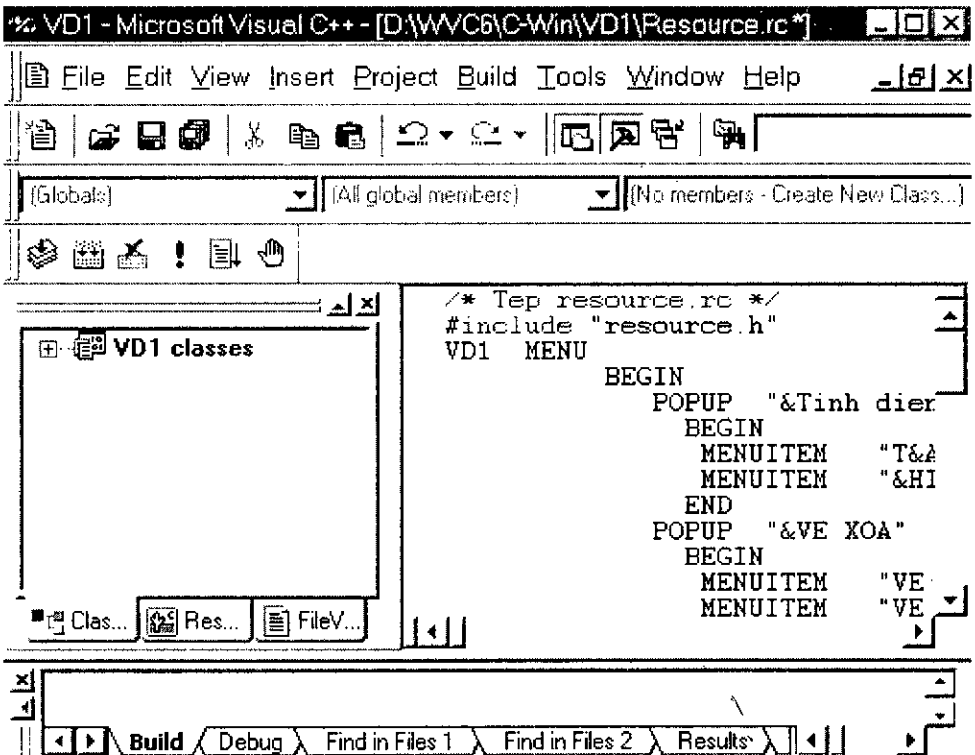 VD1 - Microsoft Visual C++ - [D:\WVC6\C-Win\VD1\Resource.rc *]
File Edit View Insert Project Build Tools Window Help
(Globals) (All global members) (No members - Create New Class...)
VD1 classes
Clas... Res... FileV...
/* Tep resource.rc */
#include "resource.h"
VD1 MENU
BEGIN
POPUP "&Tinh
BEGIN
MENUITEM "T&A
MENUITEM "&HI
END
POPUP "&VE XOA"
BEGIN
MENUITEM "VE
MENUITEM "VE
Build Debug Find in Files 1 Find in Files 2 Results